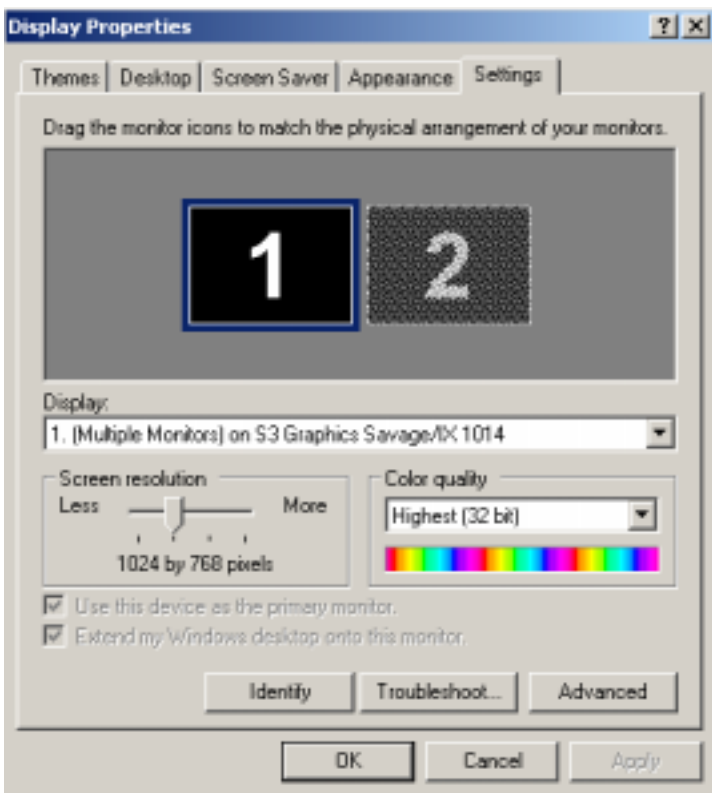 Display Properties
?
Themes Desktop Screen Saver Appearance Settings
Drag the monitor icons to match the physical arrangement of your monitors.
1 2
Display:
1. (Multiple Monitors) on S3 Graphics Savage/IX 1014
Screen resolution
Less More
1024 by 768 pixels
Color quality
Highest (32 bit)
Use this device as the primary monitor.
Extend my Windows desktop onto this monitor.
Identify Troubleshoot... Advanced
OK Cancel Apply